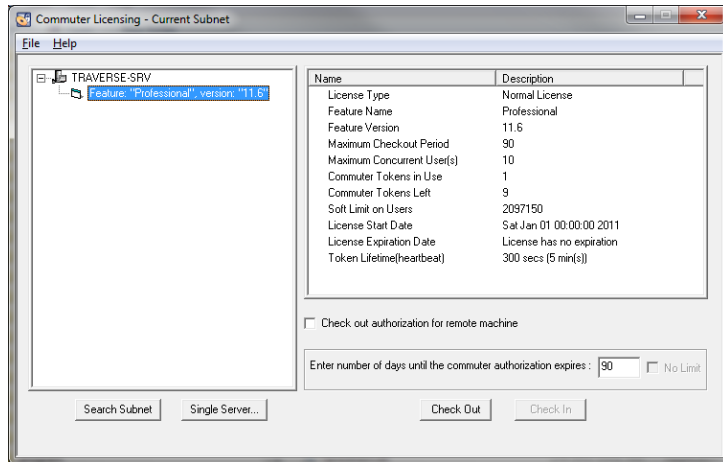 Commuter Licensing - Current Subnet
File Help
TRAVERSE-SRV
Feature: "Professional", version: "11.6"
Name Description
License Type Normal License
Feature Name Professional
Feature Version 11.6
Maximum Checkout Period 90
Maximum Concurrent User(s) 10
Commuter Tokens in Use 1
Commuter Tokens Left 9
Soft Limit on Users 2097150
License Start Date Sat Jan 01 00:00:00 2011
License Expiration Date License has no expiration
Token Lifetime(heartbeat) 300 secs (5 min(s))
Check out authorization for remote machine
Enter number of days until the commuter authorization expires : 90 No Limit
Search Subnet Single Server... Check Out Check In